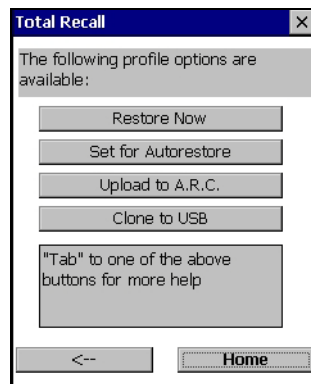 Total Recall
The following profile options are
available:
Restore Now
Set for Autorestore
Upload to A.R.C.
Clone to USB
"Tab" to one of the above
buttons for more help
<--
Home